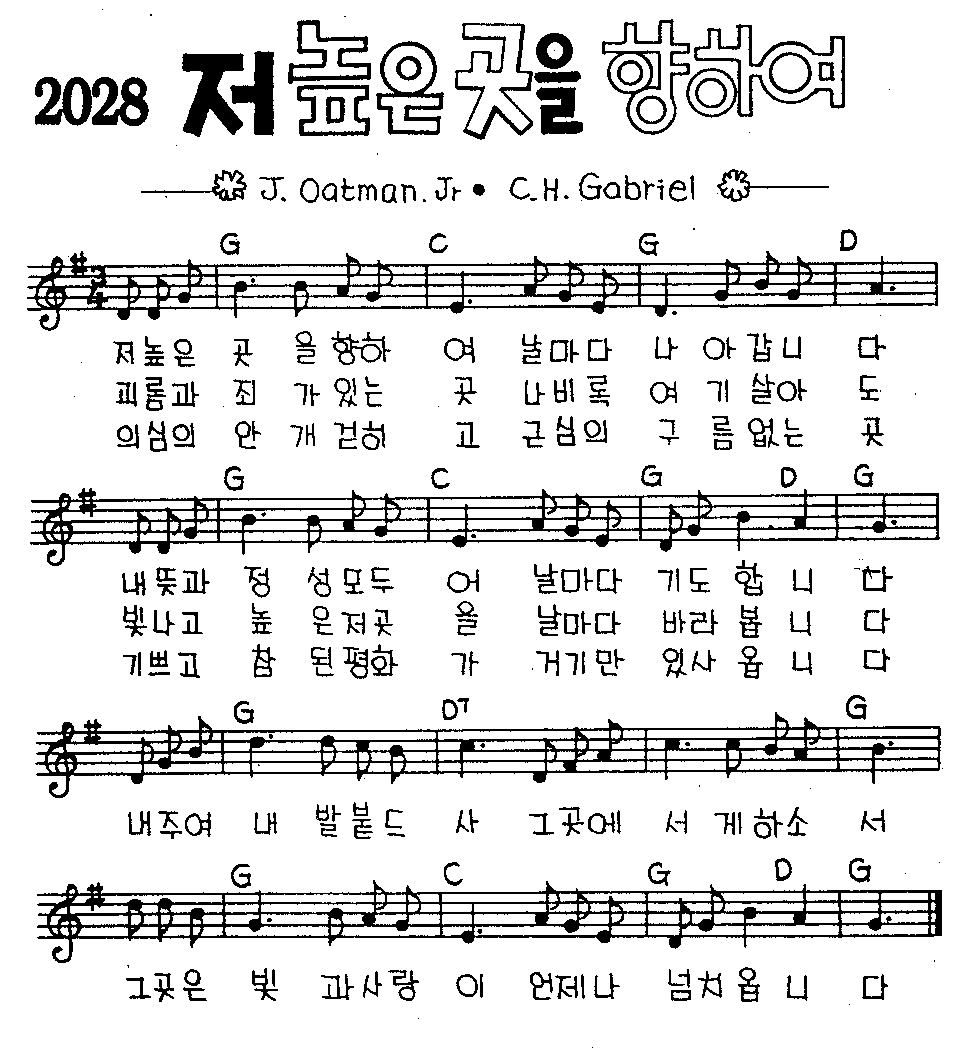 2028 저 높은 곳을 향하여
J. Oatman. Jr • C.H. Gabriel
G C G D
3/4
저높은 곳 을향하 여 날마다 나 아갑니 다
피롬과 죄 가있는 곳 나비록 여 기살아 도
의심의 안 개걷히 고 근심의 구 름없는 곳
G C G D G
내뜻과 정 성모두 어 날마다 기도 합 니 다
빛나고 높 은저곳 을 날마다 바라 봅 니 다
기쁘고 참 된평화 가 거기만 있사 옵 니 다
G D7 G
내주여 내 발붙드 사 그곳에 서 게하소 서
G C G D G
그곳은 빛 과사랑 이 언제나 넘치 옵 니 다